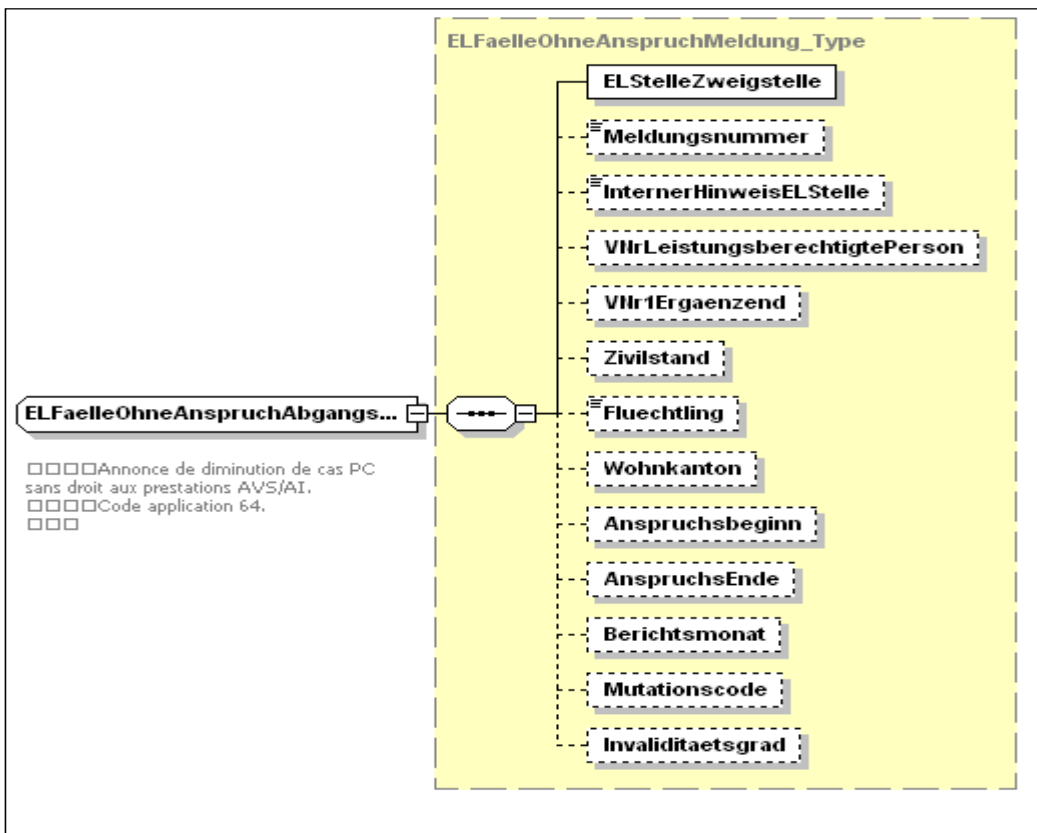 ELFaelleOhneAnspruchMeldung_Type
ELStelleZweigstelle
Meldungsnummer
InternerHinweisELStelle
VNrLeistungsberechtigtePerson
VNr1Ergaenzend
Zivilstand
ELFaelleOhneAnspruchAbgangs...
Fluechtling
Wohnkanton
Anspruchsbeginn
AnspruchsEnde
Berichtsmonat
Mutationscode
Invaliditaetsgrad
□□□□Annonce de diminution de cas PC
sans droit aux prestations AVS/AI.
□□□□Code application 64.
□□□